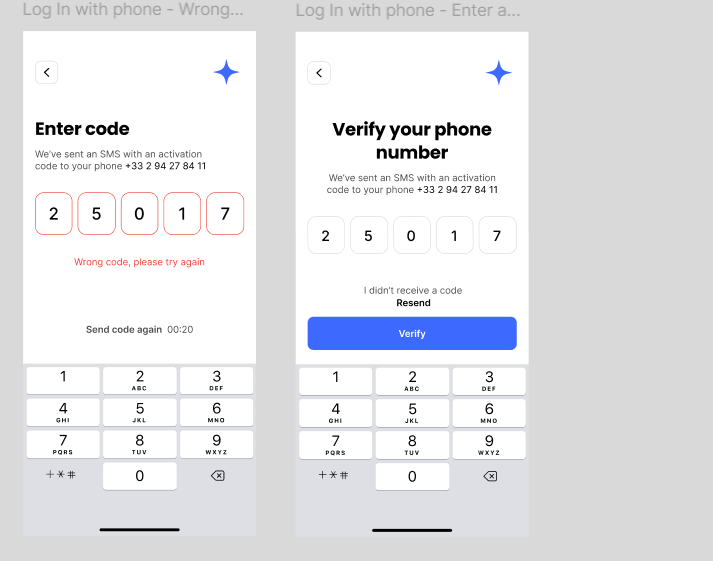 Log In with phone - Wrong...
Enter code
We've sent an SMS with an activation
code to your phone +33 2 94 27 84 11
2 5 0 1 7
Wrong code, please try again
Send code again 00:20
1 2 3
ABC DEF
4 5 6
GHI JKL MNO
7 8 9
PQRS TUV WXYZ
+*# 0
Log In with phone - Enter a...
Verify your phone
number
We've sent an SMS with an activation
code to your phone +33 2 94 27 84 11
2 5 0 1 7
I didn't receive a code
Resend
Verify
1 2 3
ABC DEF
4 5 6
GHI JKL MNO
7 8 9
PQRS TUV WXYZ
+*# 0